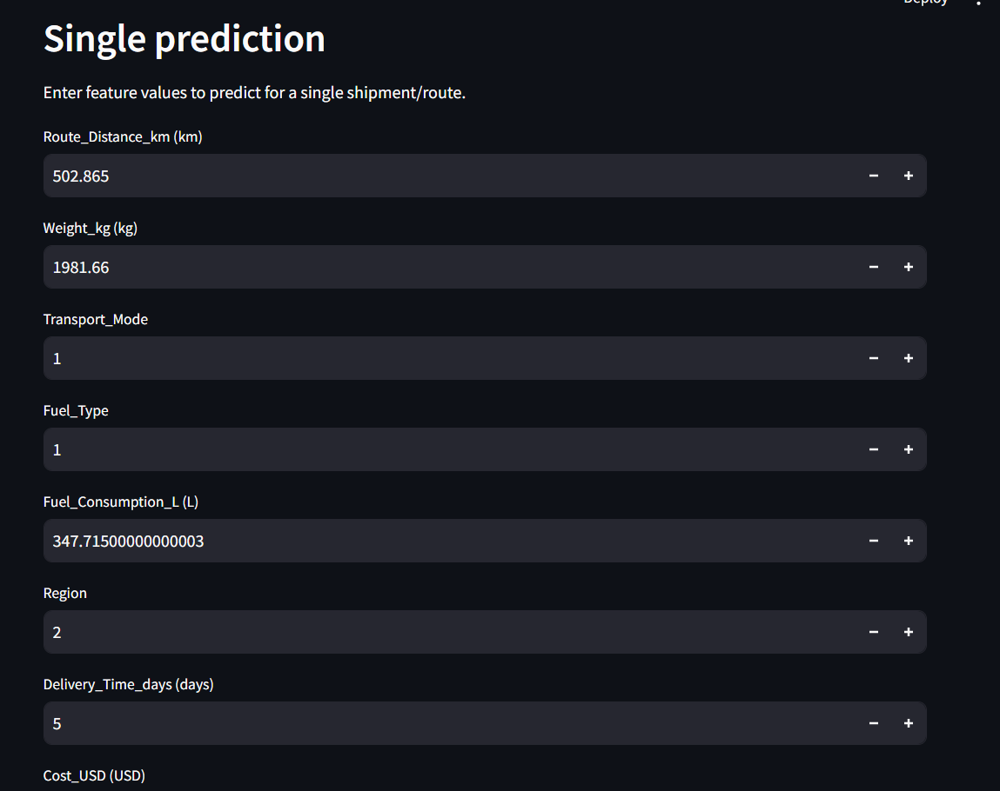 Deploy
Single prediction
Enter feature values to predict for a single shipment/route.
Route_Distance_km (km)
502.865
Weight_kg (kg)
1981.66
Transport_Mode
1
Fuel_Type
1
Fuel_Consumption_L (L)
347.71500000000003
Region
2
Delivery_Time_days (days)
5
Cost_USD (USD)